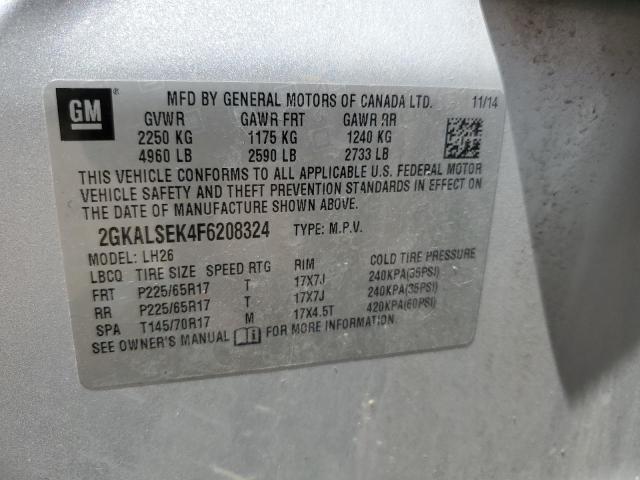 GM ®
MFD BY GENERAL MOTORS OF CANADA LTD. 11/14
GVWR GAWR FRT GAWR RR
2250 KG 1175 KG 1240 KG
4960 LB 2590 LB 2733 LB
THIS VEHICLE CONFORMS TO ALL APPLICABLE U.S. FEDERAL MOTOR
VEHICLE SAFETY AND THEFT PREVENTION STANDARDS IN EFFECT ON
THE DATE OF MANUFACTURE SHOWN ABOVE.
2GKALSEK4F6208324 TYPE: M.P.V.
MODEL: LH26
LBCQ TIRE SIZE SPEED RTG RIM COLD TIRE PRESSURE
FRT P225/65R17 T 17X7J 240KPA(35PSI)
RR P225/65R17 T 17X7J 240KPA(35PSI)
SPA T145/70R17 M 17X4.5T 420KPA(60PSI)
SEE OWNER'S MANUAL FOR MORE INFORMATION.